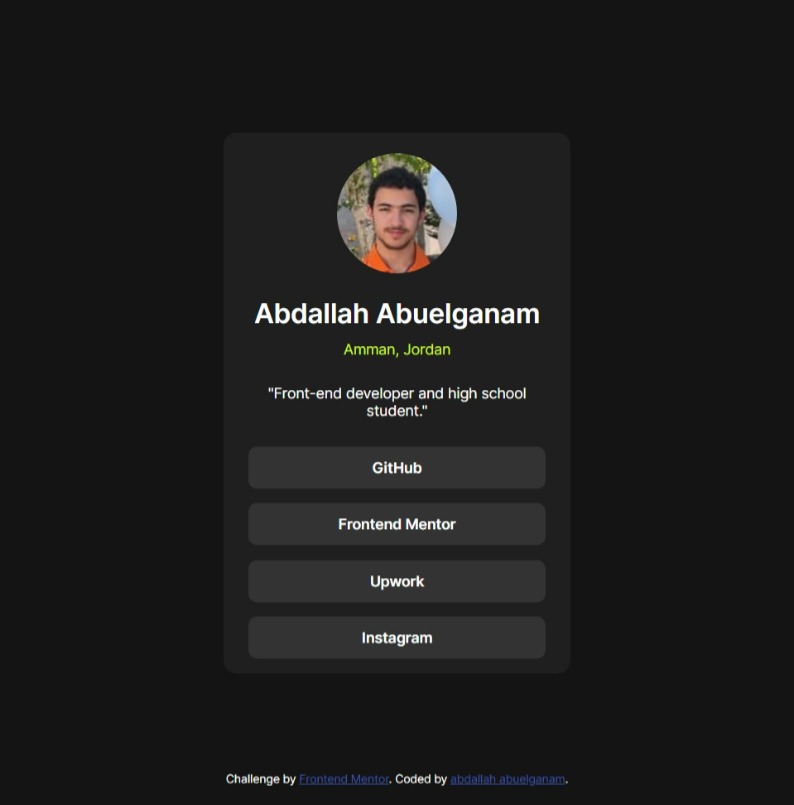 Abdallah Abuelganam
Amman, Jordan
"Front-end developer and high school
student."
GitHub
Frontend Mentor
Upwork
Instagram
Challenge by Frontend Mentor. Coded by abdallah abuelganam.